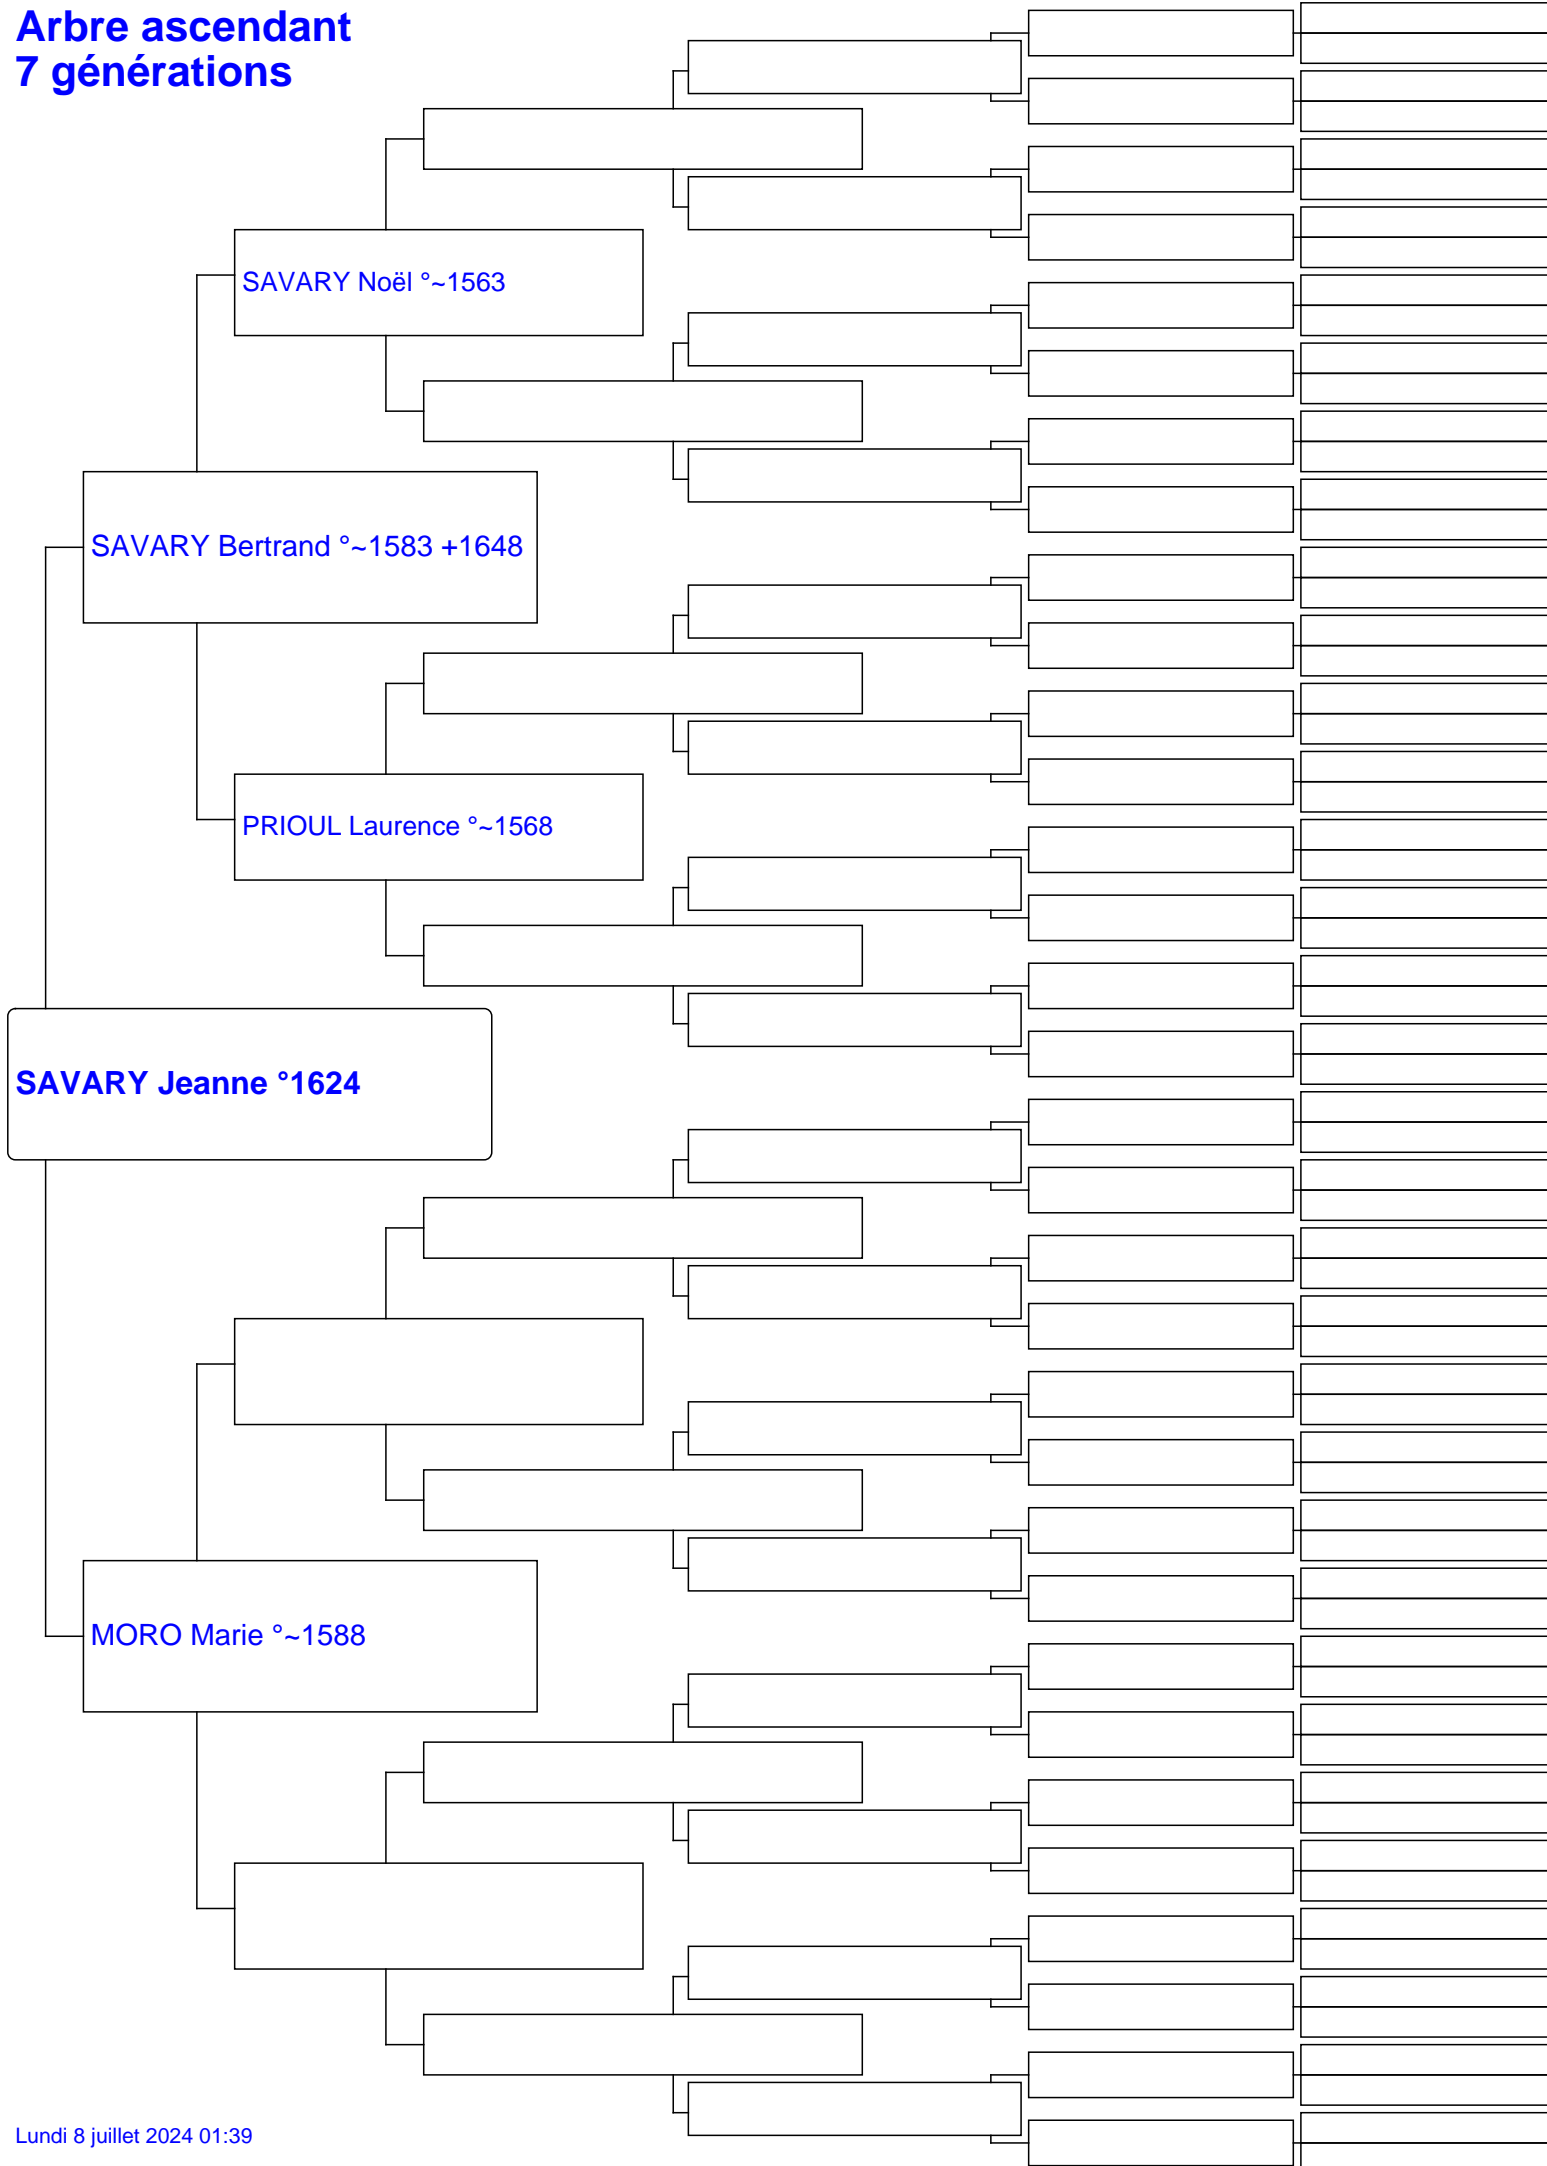 Arbre ascendant
7 générations
SAVARY Noël °~1563
SAVARY Bertrand °~1583 +1648
PRIOUL Laurence °~1568
SAVARY Jeanne °1624
MORO Marie °~1588
Lundi 8 juillet 2024 01:39